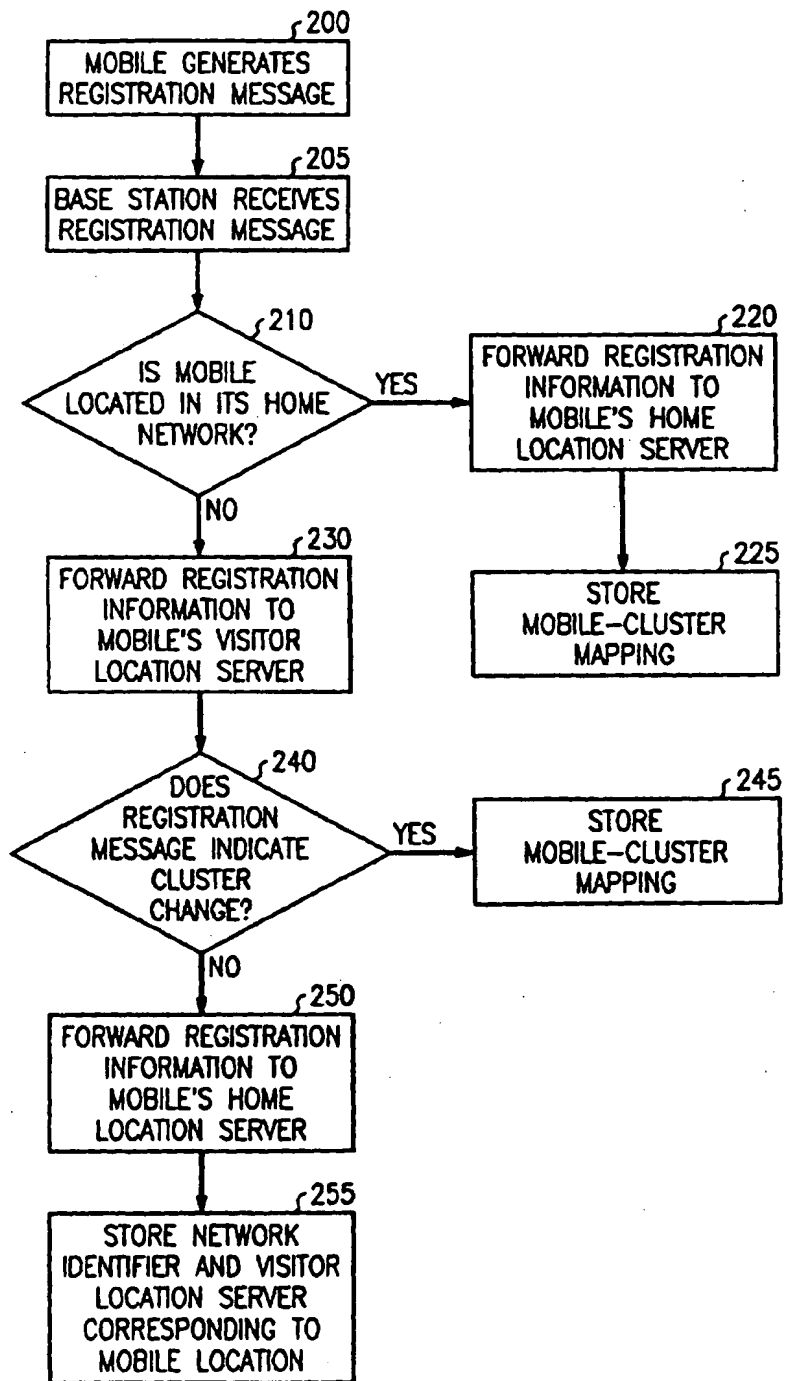 200
MOBILE GENERATES
REGISTRATION MESSAGE
205
BASE STATION RECEIVES
REGISTRATION MESSAGE
210
IS MOBILE
LOCATED IN ITS HOME
NETWORK?
YES
220
FORWARD REGISTRATION
INFORMATION TO
MOBILE'S HOME
LOCATION SERVER
225
STORE
MOBILE-CLUSTER
MAPPING
NO
230
FORWARD REGISTRATION
INFORMATION TO
MOBILE'S VISITOR
LOCATION SERVER
240
DOES
REGISTRATION
MESSAGE INDICATE
CLUSTER
CHANGE?
YES
245
STORE
MOBILE-CLUSTER
MAPPING
NO
250
FORWARD REGISTRATION
INFORMATION TO
MOBILE'S HOME
LOCATION SERVER
255
STORE NETWORK
IDENTIFIER AND VISITOR
LOCATION SERVER
CORRESPONDING TO
MOBILE LOCATION